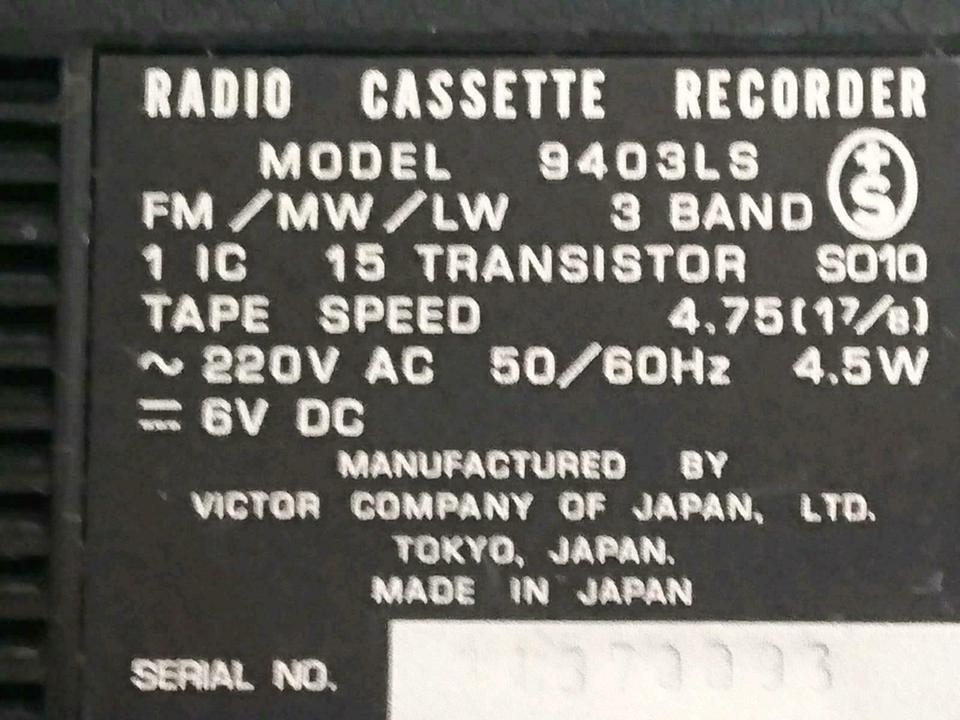 RADIO CASSETTE RECORDER
MODEL 9403LS
FM/MW/LW 3 BAND
1 IC 15 TRANSISTOR SO10
TAPE SPEED 4.75(1⅞)
~ 220V AC 50/60Hz 4.5W
⎓ 6V DC
MANUFACTURED BY
VICTOR COMPANY OF JAPAN, LTD.
TOKYO, JAPAN.
MADE IN JAPAN
SERIAL NO.